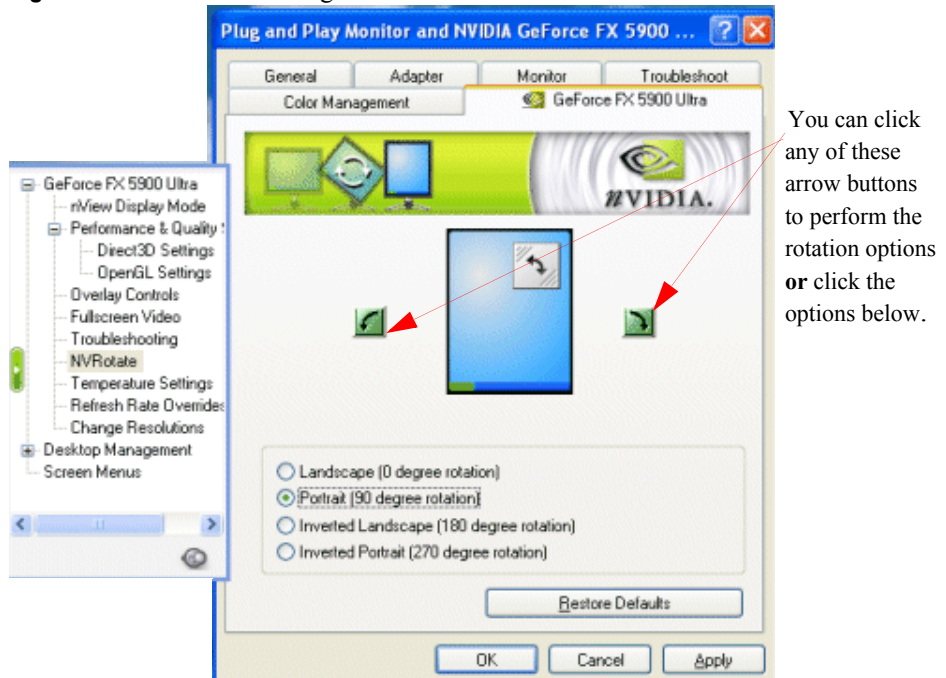 Plug and Play Monitor and NVIDIA GeForce FX 5900 ...
General Adapter Monitor Troubleshoot
Color Management GeForce FX 5900 Ultra
nVIDIA.
You can click
any of these
arrow buttons
to perform the
rotation options
or click the
options below.
GeForce FX 5900 Ultra
nView Display Mode
Performance & Quality S
Direct3D Settings
OpenGL Settings
Overlay Controls
Fullscreen Video
Troubleshooting
NVRotate
Temperature Settings
Refresh Rate Overrides
Change Resolutions
Desktop Management
Screen Menus
Landscape (0 degree rotation)
Portrait (90 degree rotation)
Inverted Landscape (180 degree rotation)
Inverted Portrait (270 degree rotation)
Restore Defaults
OK Cancel Apply